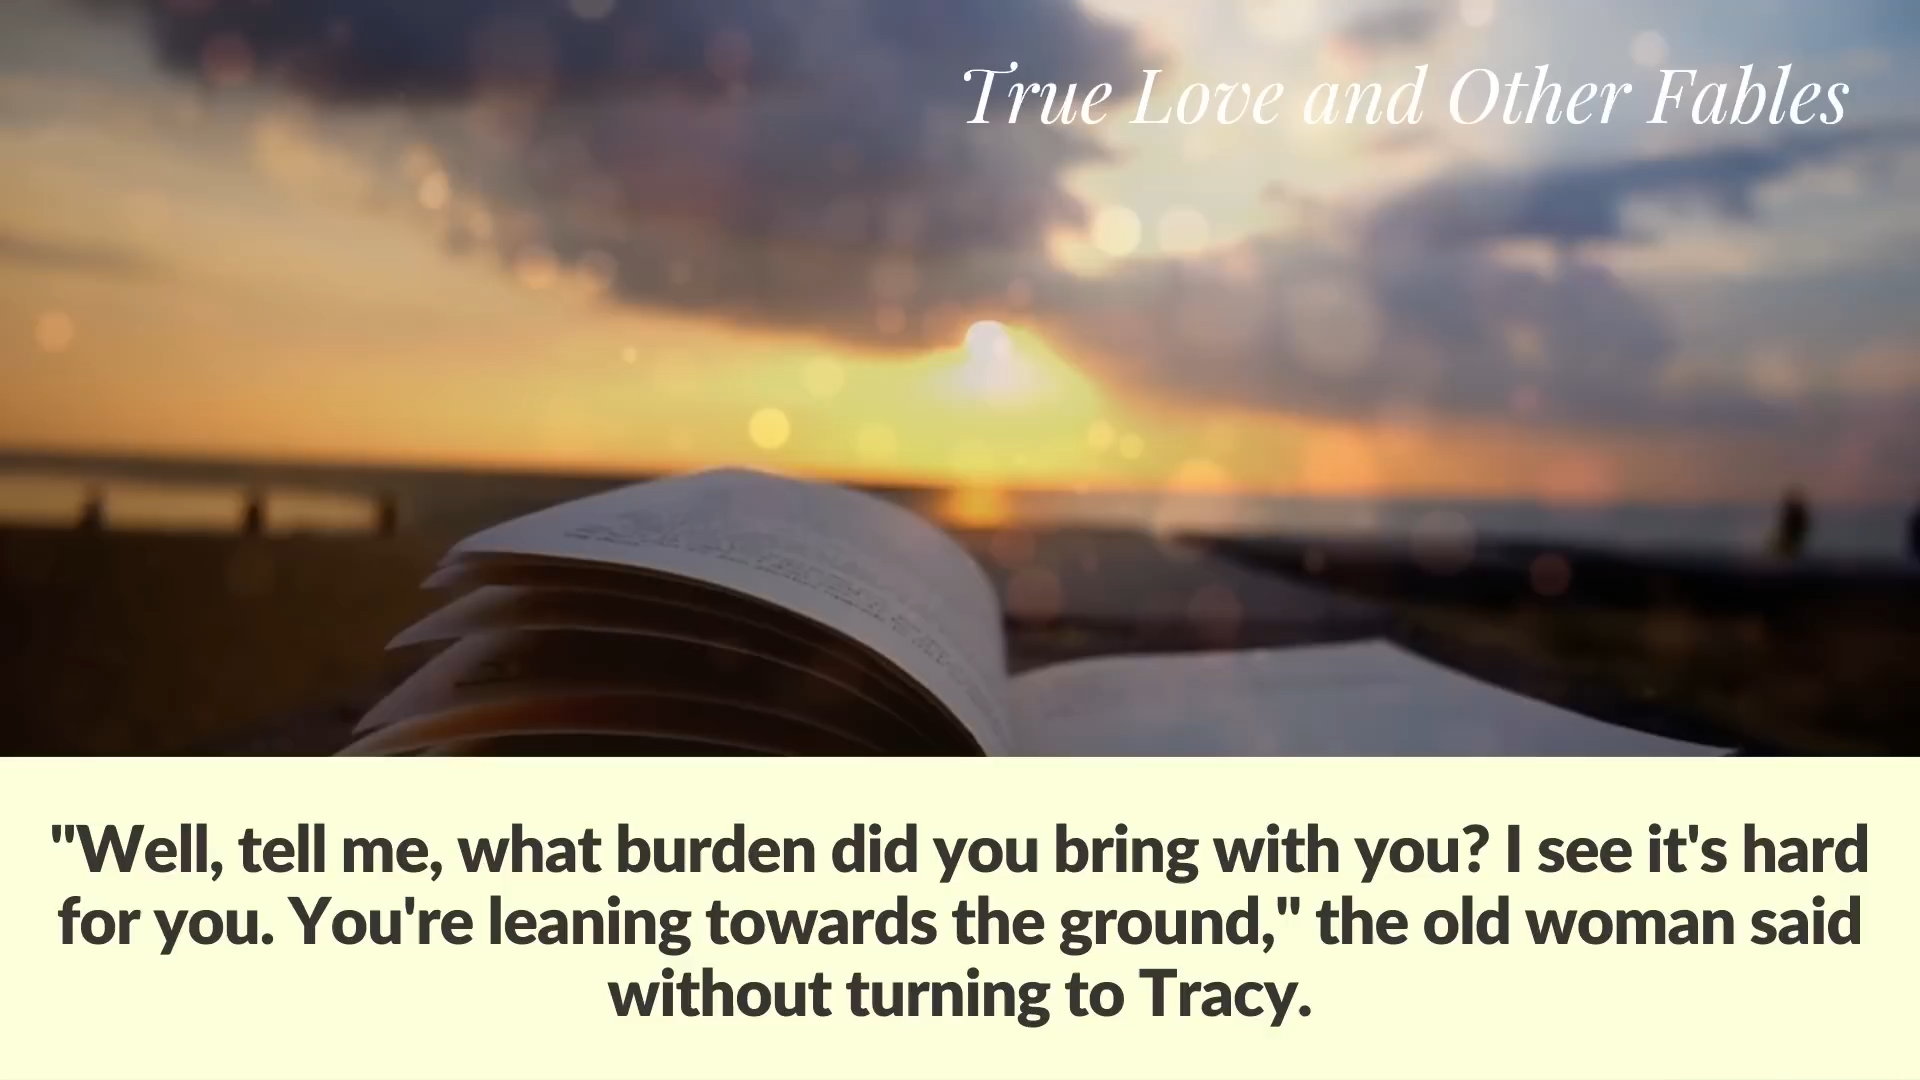 True Love and Other Fables
"Well, tell me, what burden did you bring with you? I see it's hard
for you. You're leaning towards the ground," the old woman said
without turning to Tracy.